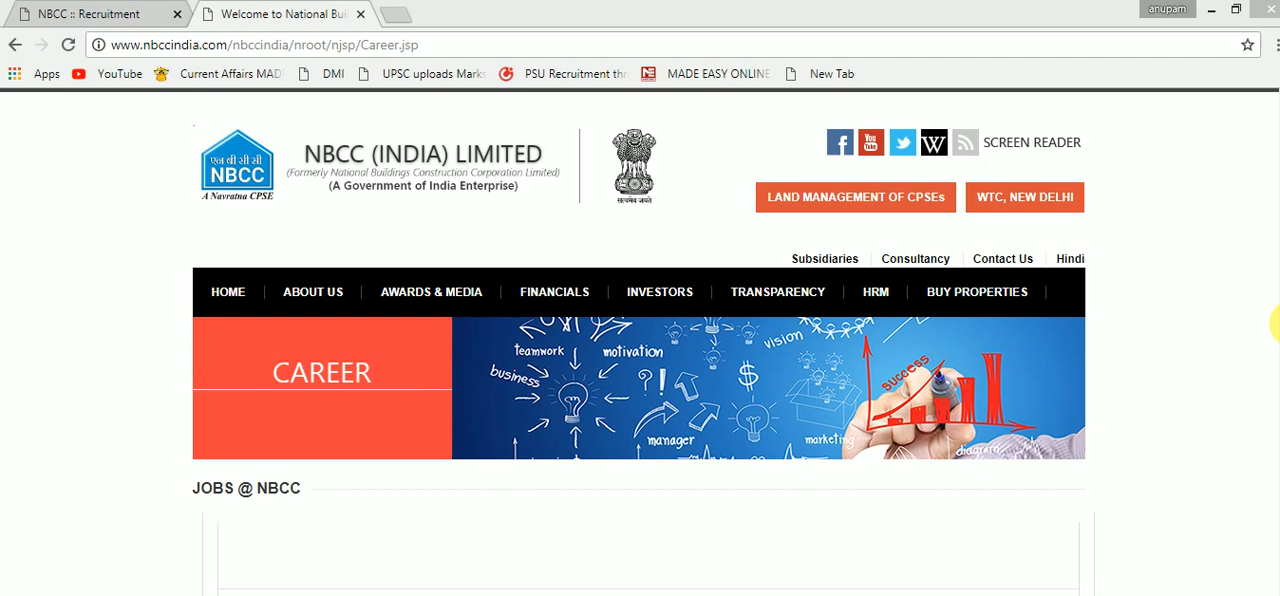 NBCC :: Recruitment
Welcome to National Bui
anupam
www.nbccindia.com/nbccindia/nroot/njsp/Career.jsp
Apps
YouTube
Current Affairs MAD
DMI
UPSC uploads Marks
PSU Recruitment thr
MADE EASY ONLINE
New Tab
एन बी सी सी
NBCC
A Navratna CPSE
NBCC (INDIA) LIMITED
(Formerly National Buildings Construction Corporation Limited)
(A Government of India Enterprise)
सत्यमेव जयते
f
You Tube
W
SCREEN READER
LAND MANAGEMENT OF CPSEs
WTC, NEW DELHI
Subsidiaries
Consultancy
Contact Us
Hindi
HOME
ABOUT US
AWARDS & MEDIA
FINANCIALS
INVESTORS
TRANSPARENCY
HRM
BUY PROPERTIES
CAREER
teamwork
motivation
vision
business
?!
$
success
manager
marketing
diagram
JOBS @ NBCC